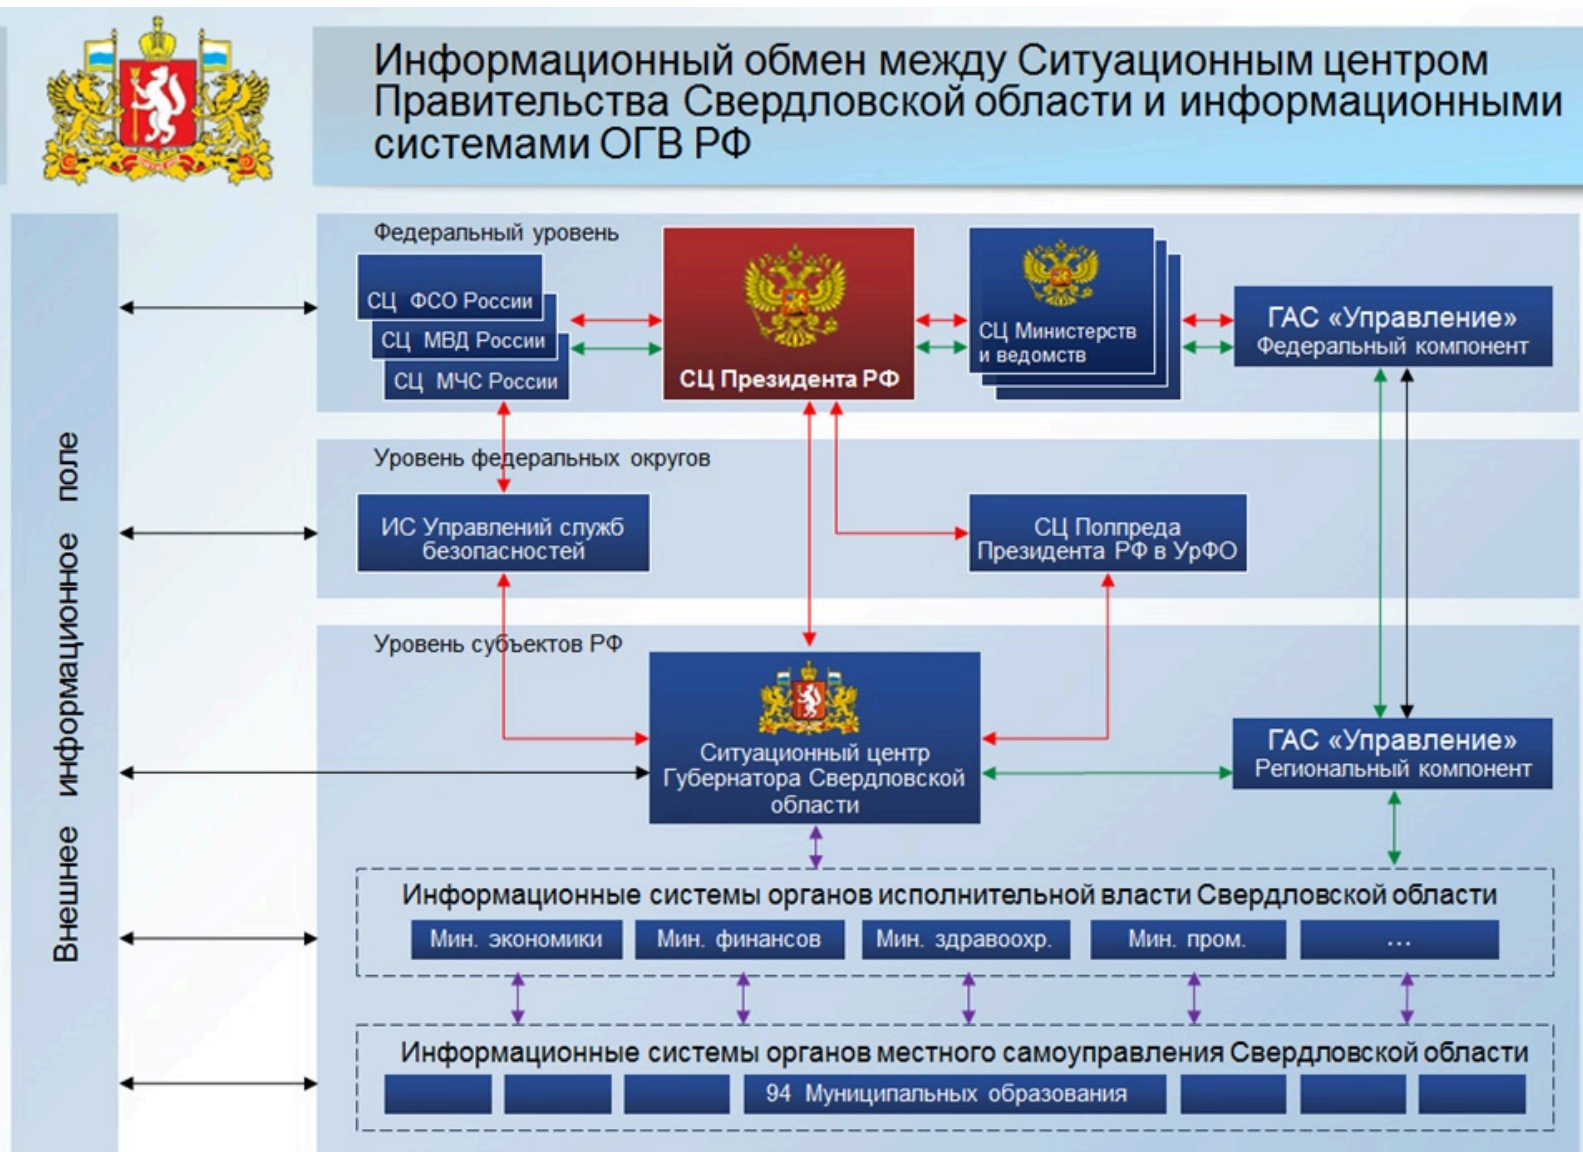 Информационный обмен между Ситуационным центром
Правительства Свердловской области и информационными
системами ОГВ РФ
Внешнее информационное поле
Федеральный уровень
СЦ ФСО России
СЦ МВД России
СЦ МЧС России
СЦ Президента РФ
СЦ Министерств
и ведомств
ГАС «Управление»
Федеральный компонент
Уровень федеральных округов
ИС Управлений служб
безопасностей
СЦ Полпреда
Президента РФ в УрФО
Уровень субъектов РФ
Ситуационный центр
Губернатора Свердловской
области
ГАС «Управление»
Региональный компонент
Информационные системы органов исполнительной власти Свердловской области
Мин. экономики
Мин. финансов
Мин. здравоохр.
Мин. пром.
...
Информационные системы органов местного самоуправления Свердловской области
94 Муниципальных образования